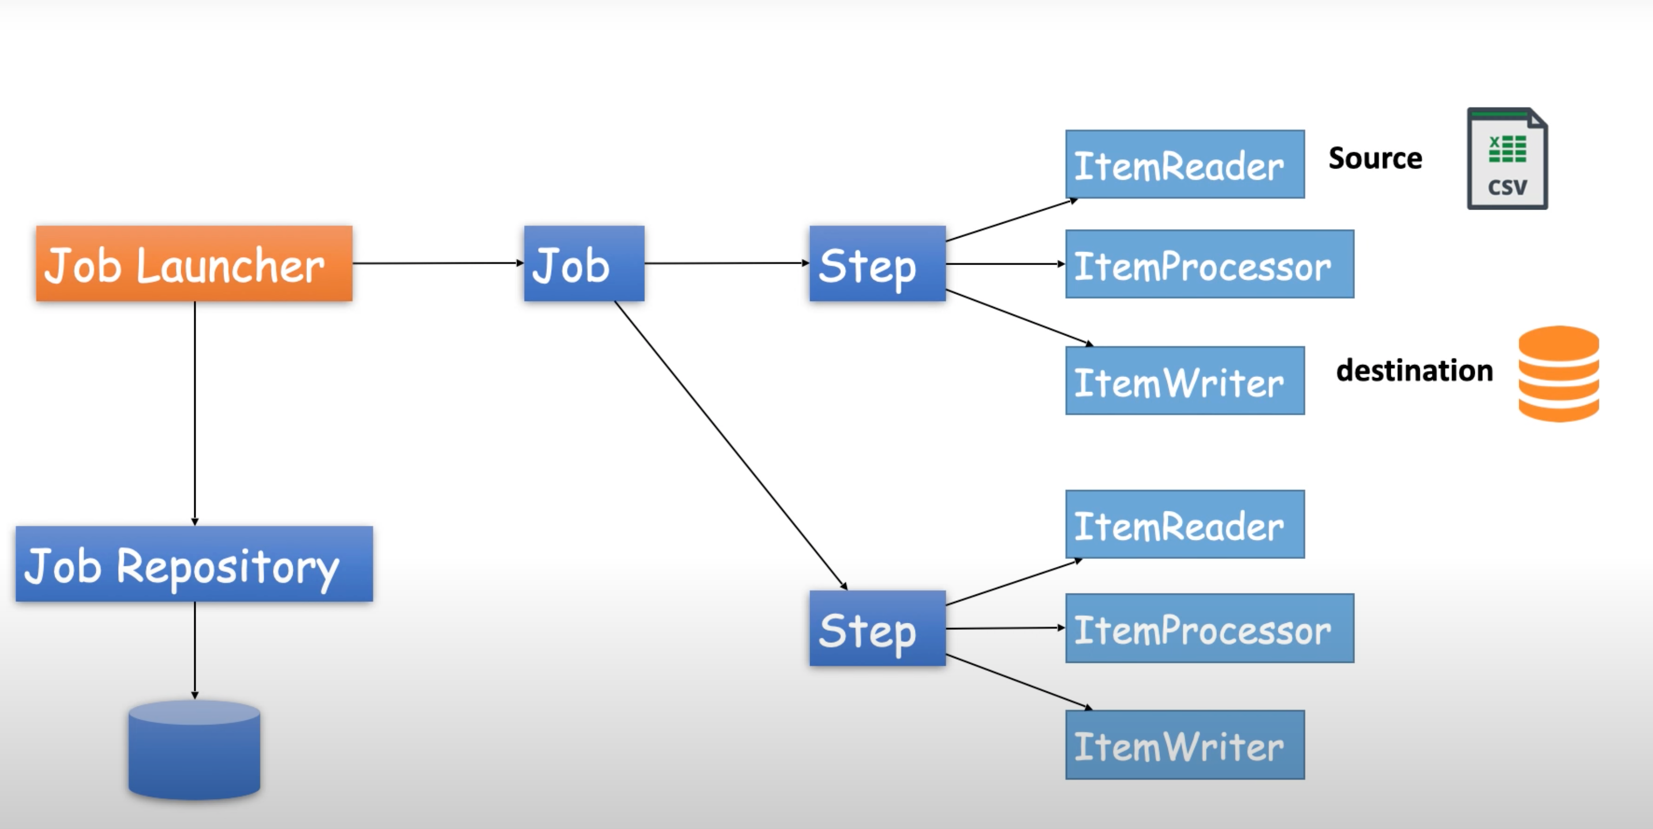 ItemReader
Source
X
CSV
Job Launcher
Job
Step
ItemProcessor
ItemWriter
destination
Job Repository
Step
ItemReader
ItemProcessor
ItemWriter